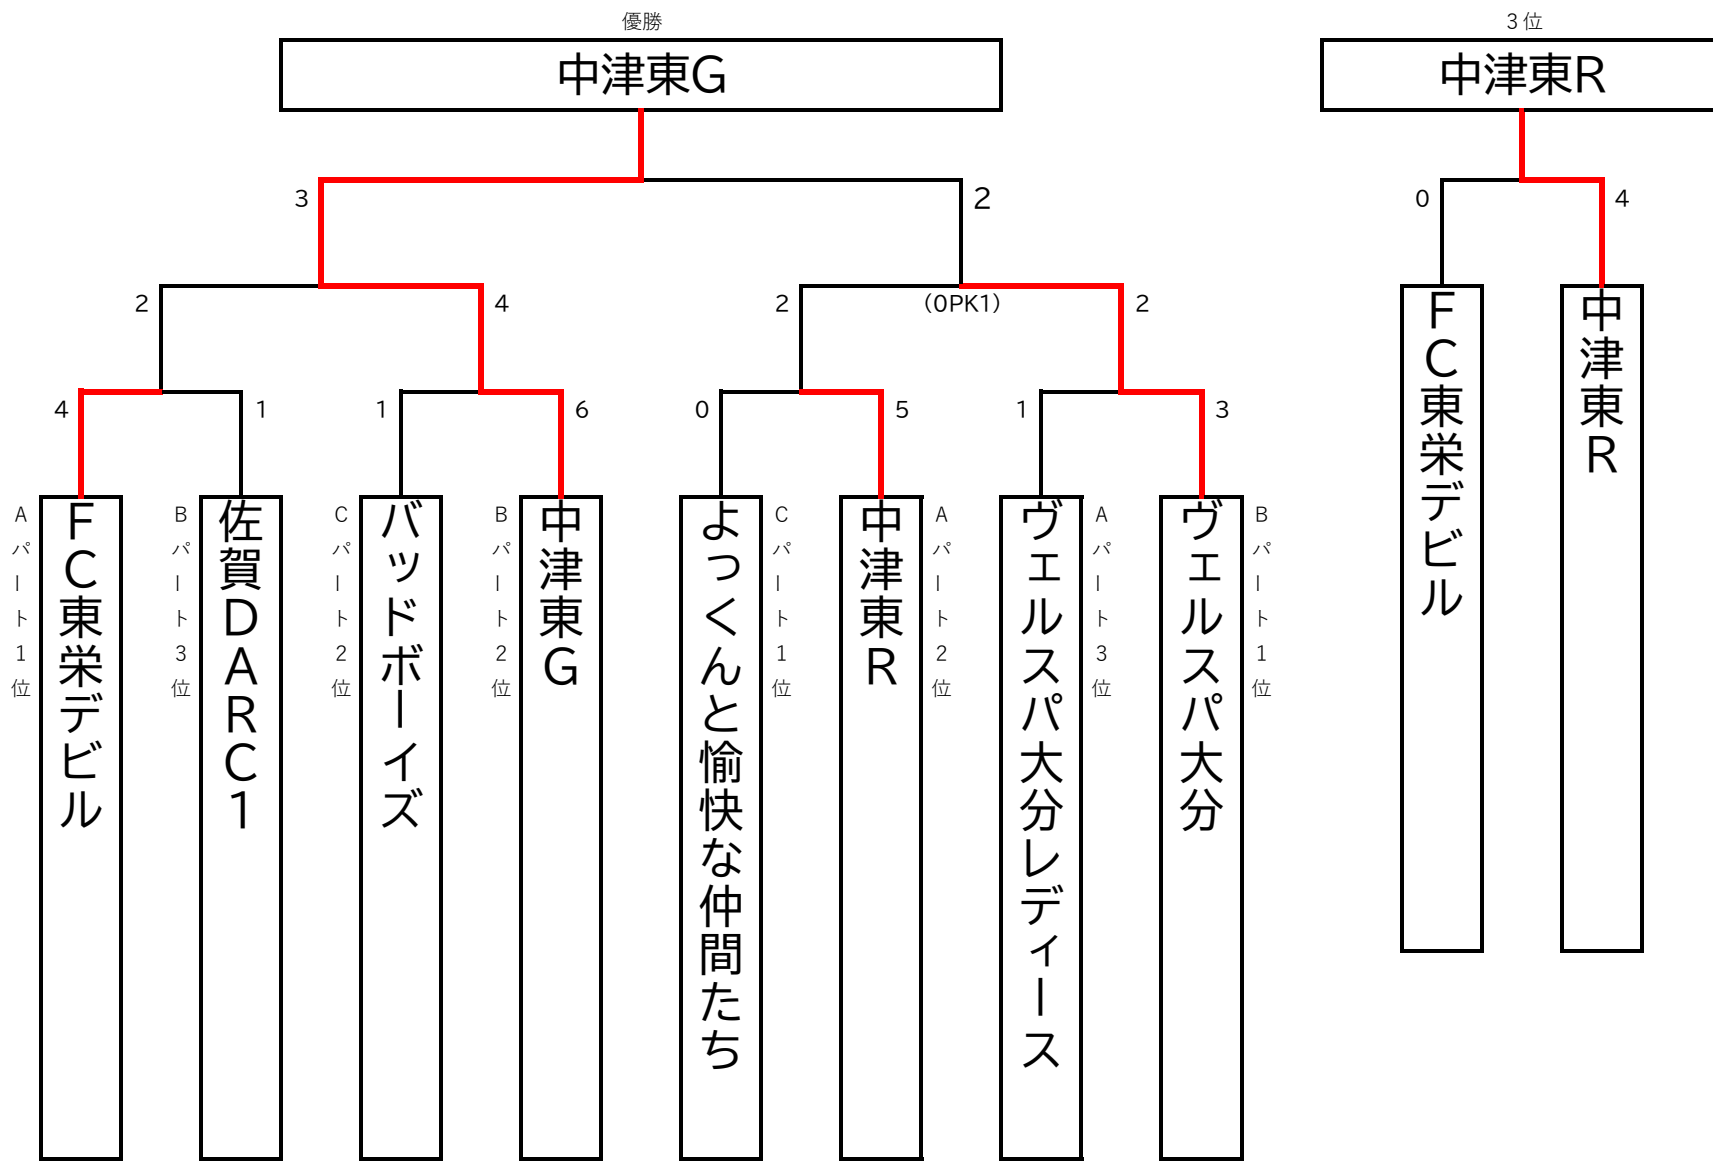 優勝
3位
中津東G
中津東R
3
2
0
4
2
4
2
(0PK1)
2
4
1
1
6
0
5
1
3
Aパート1位
FC東栄デビル
Bパート3位
佐賀DARC1
Cパート2位
バッドボーイズ
Bパート2位
中津東G
よっくんと愉快な仲間たち
Cパート1位
中津東R
Aパート2位
ヴェルスパ大分レディース
Aパート3位
ヴェルスパ大分
Bパート1位
FC東栄デビル
中津東R